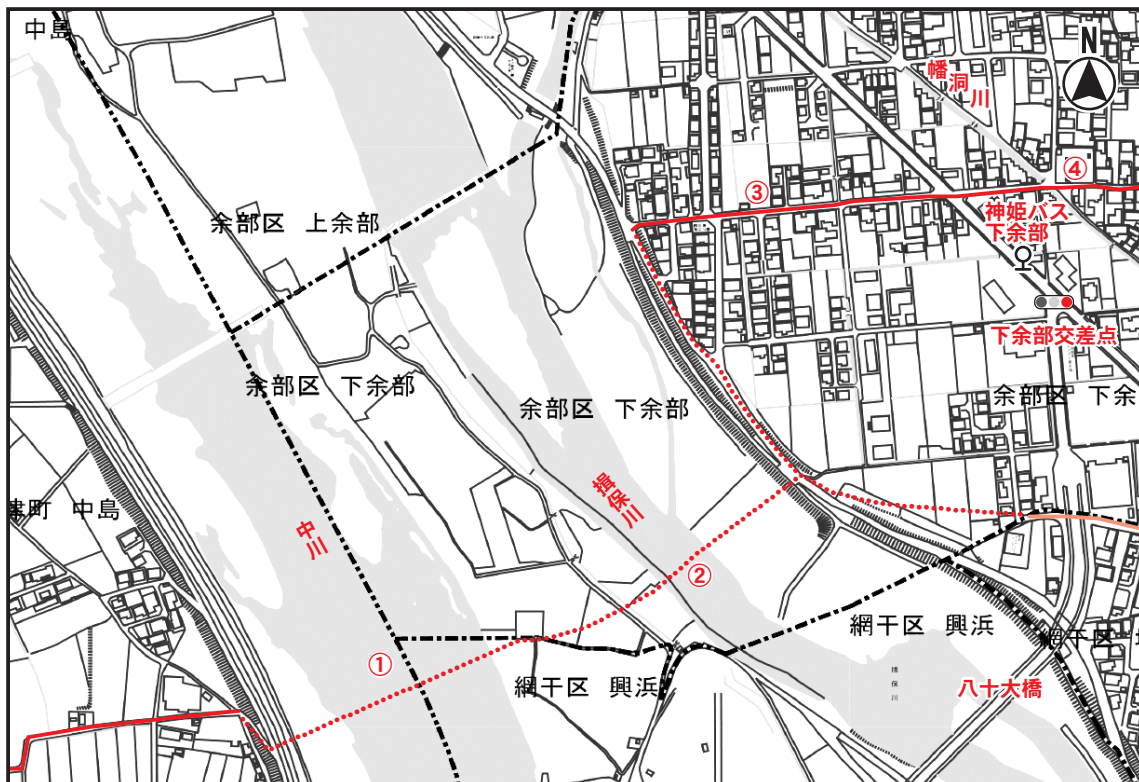 中島
N
幡洞川
④
③
余部区 上余部
神姫バス
下余部
下余部交差点
余部区 下余部
余部区 下余部
余部区 下余
揖保川
津町 中島
中川
②
①
網干区 興浜
網干区
網干区 興浜
揖保川
八十大橋